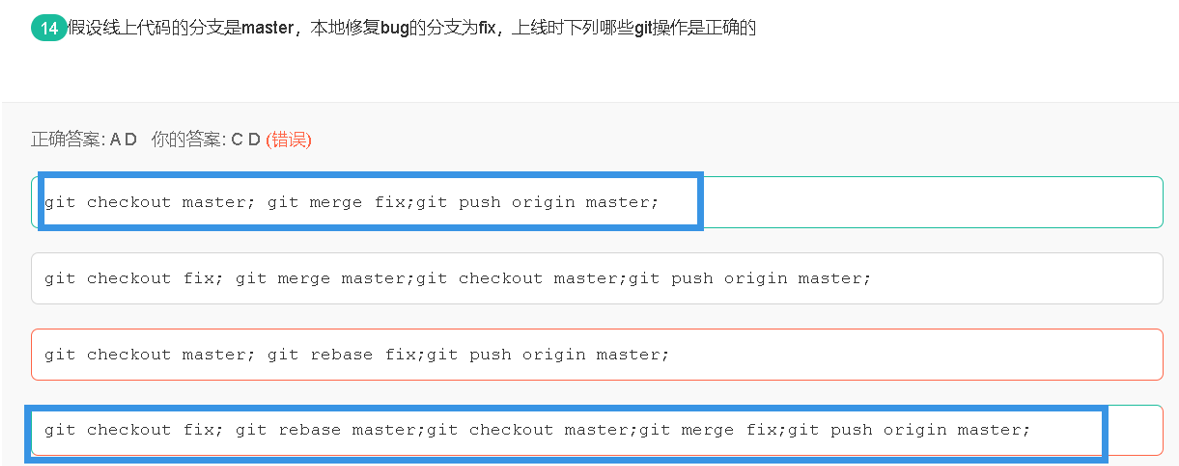 14 假设线上代码的分支是master，本地修复bug的分支为fix，上线时下列哪些git操作是正确的
正确答案: A D 你的答案: C D (错误)
git checkout master; git merge fix;git push origin master;
git checkout fix; git merge master;git checkout master;git push origin master;
git checkout master; git rebase fix;git push origin master;
git checkout fix; git rebase master;git checkout master;git merge fix;git push origin master;